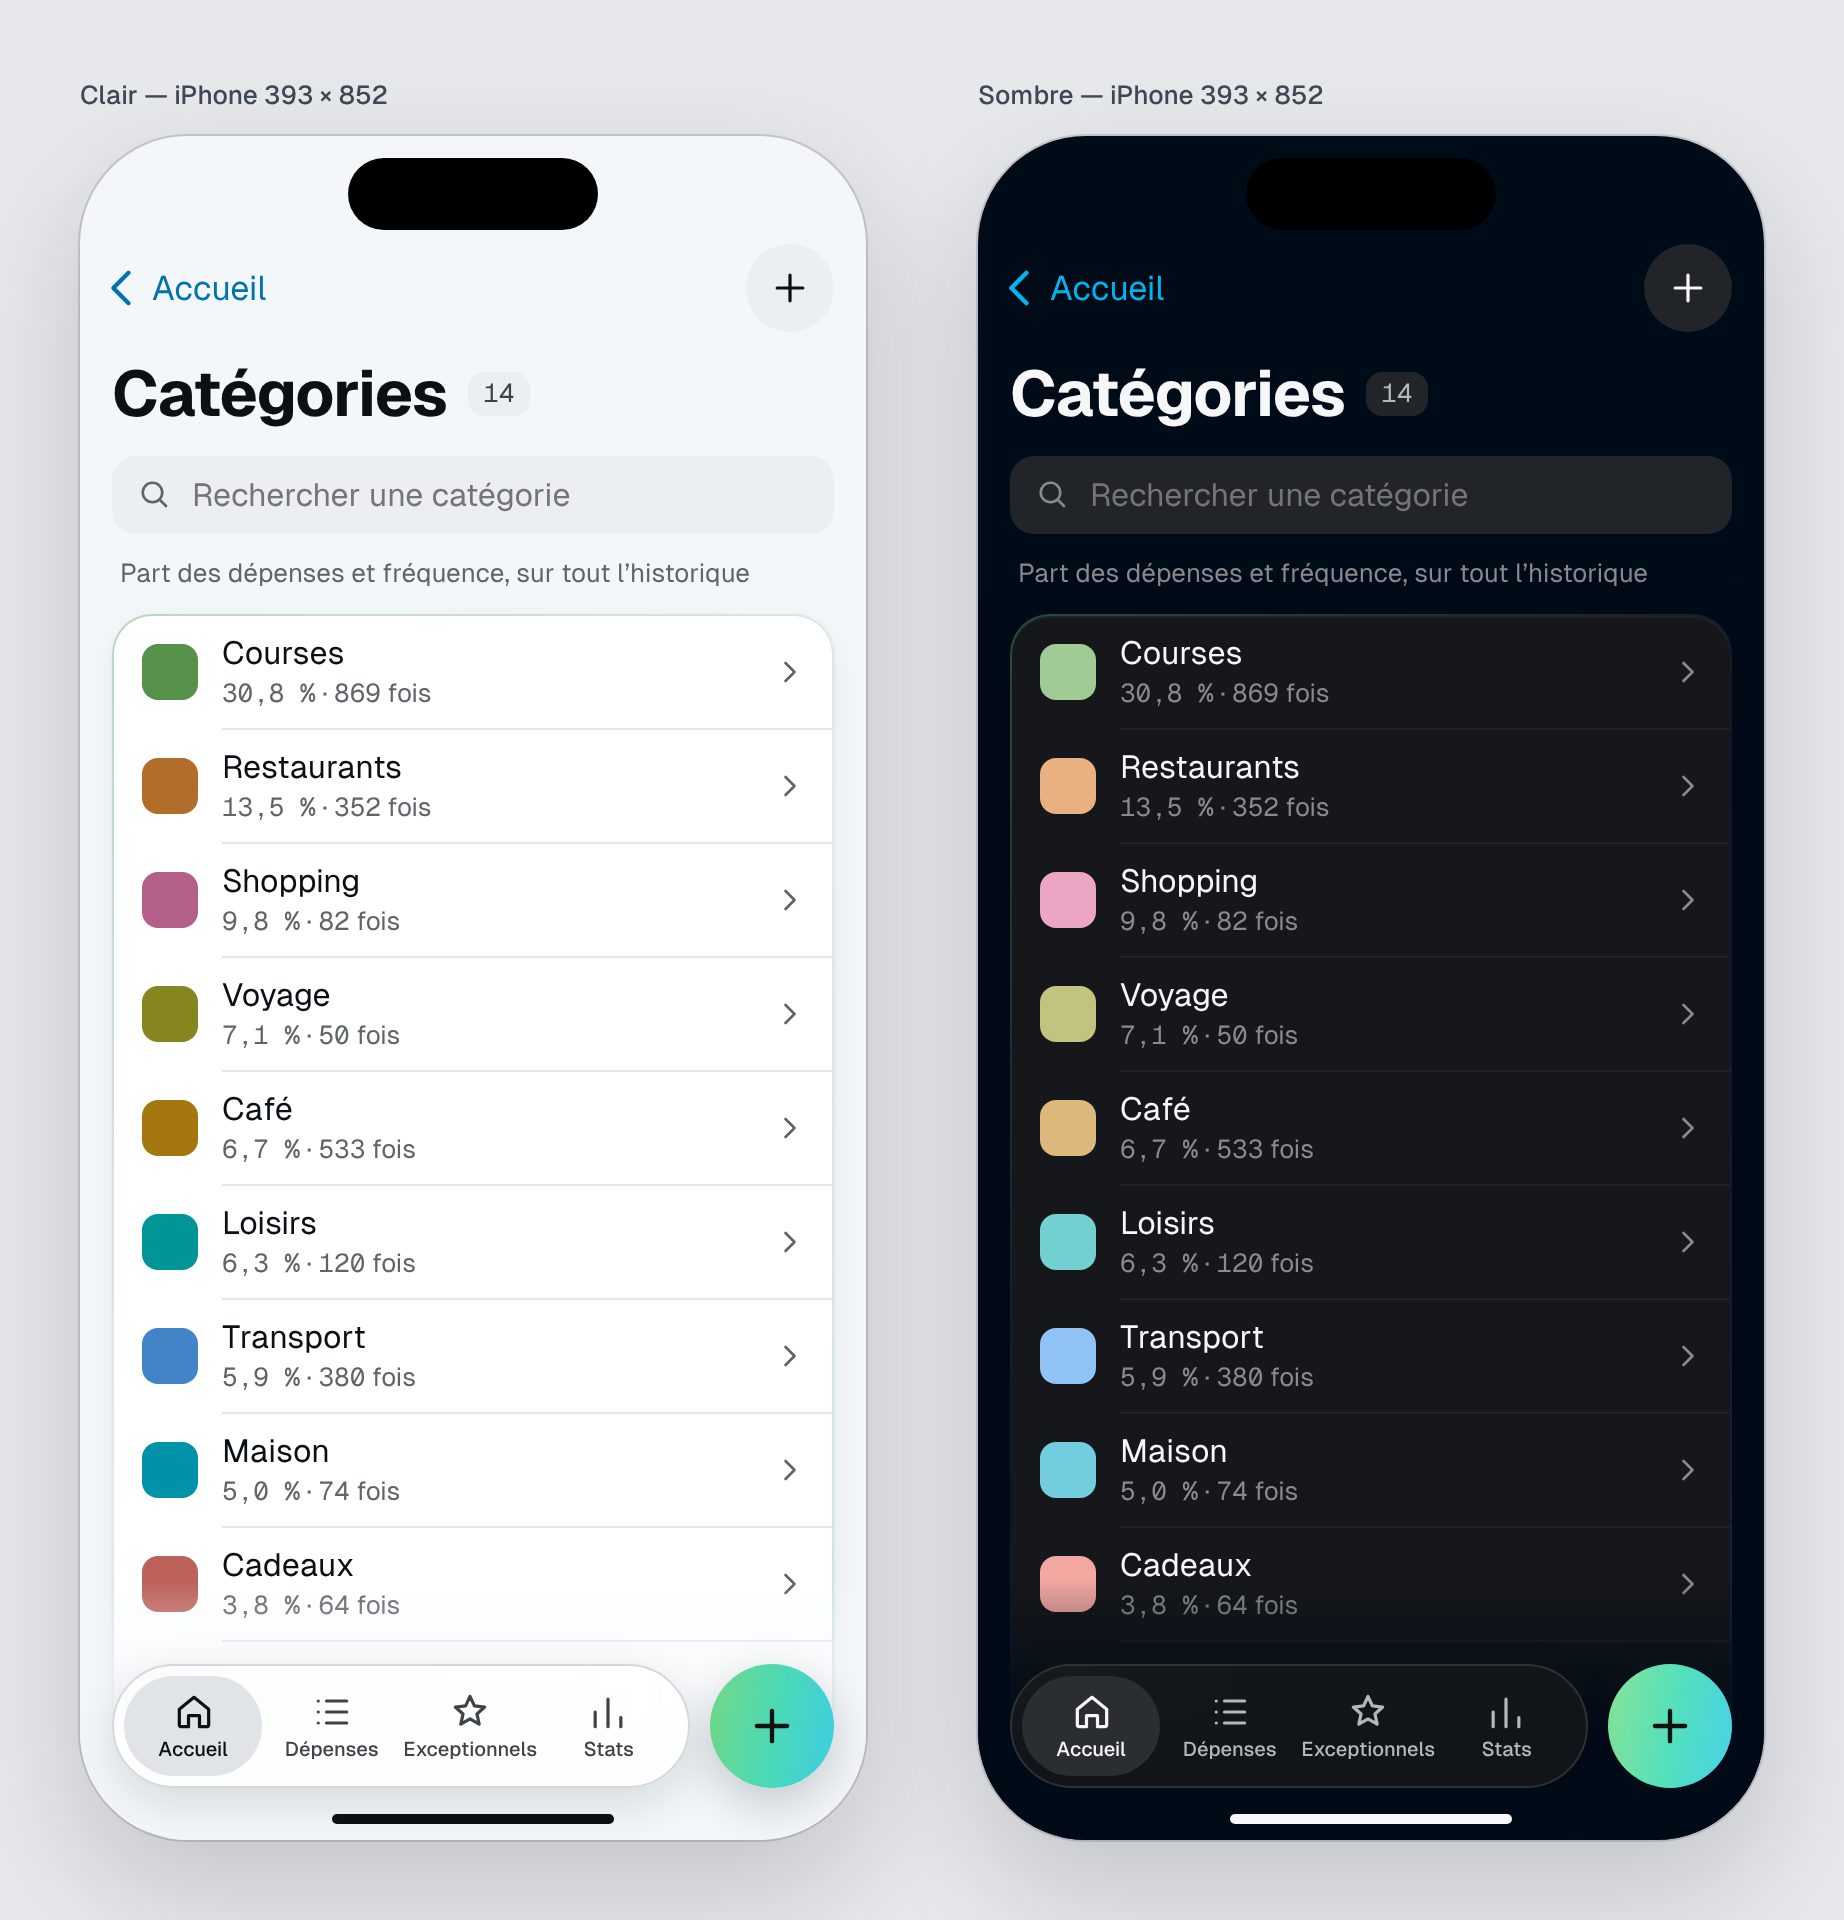 Clair — iPhone 393 × 852
Accueil
Catégories 14
Rechercher une catégorie
Part des dépenses et fréquence, sur tout l’historique
Courses
30,8 % · 869 fois
Restaurants
13,5 % · 352 fois
Shopping
9,8 % · 82 fois
Voyage
7,1 % · 50 fois
Café
6,7 % · 533 fois
Loisirs
6,3 % · 120 fois
Transport
5,9 % · 380 fois
Maison
5,0 % · 74 fois
Cadeaux
3,8 % · 64 fois
Accueil Dépenses Exceptionnels Stats
Sombre — iPhone 393 × 852
Accueil
Catégories 14
Rechercher une catégorie
Part des dépenses et fréquence, sur tout l’historique
Courses
30,8 % · 869 fois
Restaurants
13,5 % · 352 fois
Shopping
9,8 % · 82 fois
Voyage
7,1 % · 50 fois
Café
6,7 % · 533 fois
Loisirs
6,3 % · 120 fois
Transport
5,9 % · 380 fois
Maison
5,0 % · 74 fois
Cadeaux
3,8 % · 64 fois
Accueil Dépenses Exceptionnels Stats